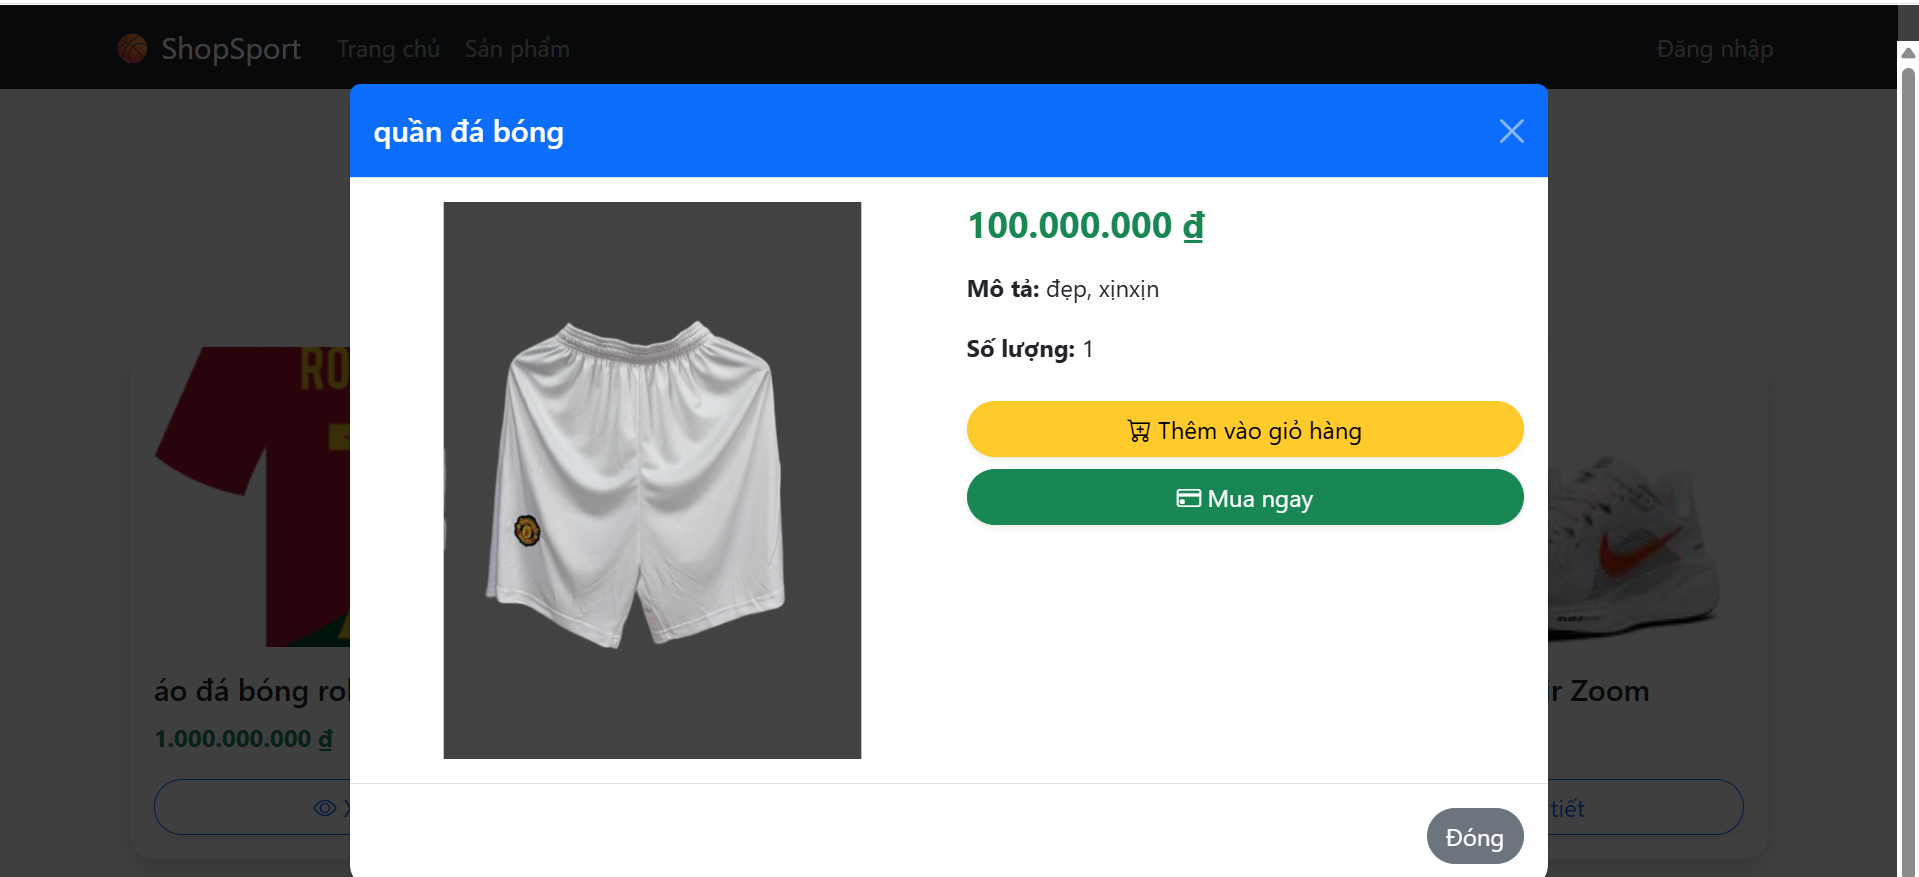 ShopSport Trang chủ Sản phẩm Đăng nhập
quần đá bóng
100.000.000 ₫
Mô tả: đẹp, xịnxịn
Số lượng: 1
Thêm vào giỏ hàng
Mua ngay
RO
áo đá bóng
Zoom
1.000.000.000 ₫
tiết
Đóng